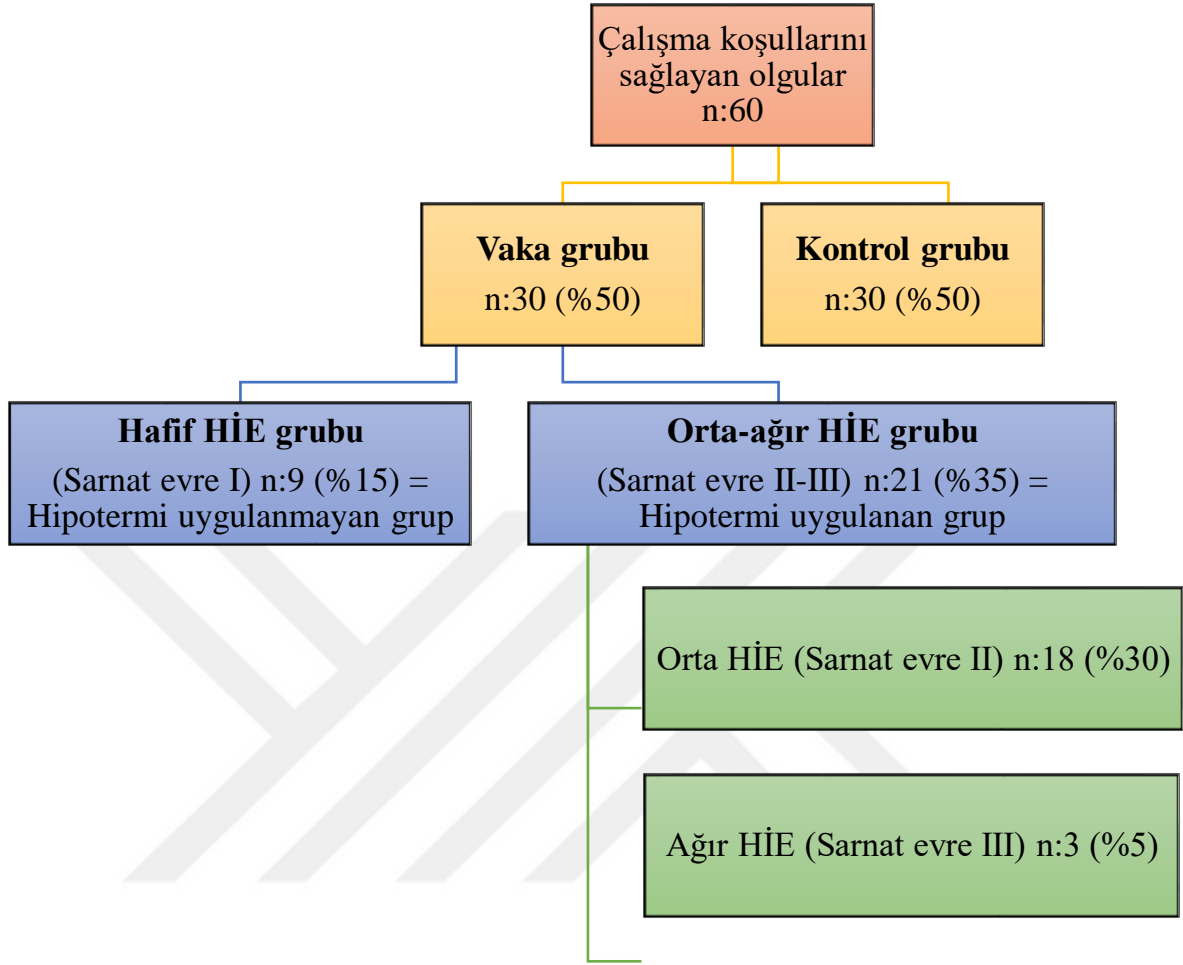 Çalışma koşullarını
sağlayan olgular
n:60
Vaka grubu
n:30 (%50)
Kontrol grubu
n:30 (%50)
Hafif HİE grubu
(Sarnat evre I) n:9 (%15) =
Hipotermi uygulanmayan grup
Orta-ağır HİE grubu
(Sarnat evre II-III) n:21 (%35) =
Hipotermi uygulanan grup
Orta HİE (Sarnat evre II) n:18 (%30)
Ağır HİE (Sarnat evre III) n:3 (%5)